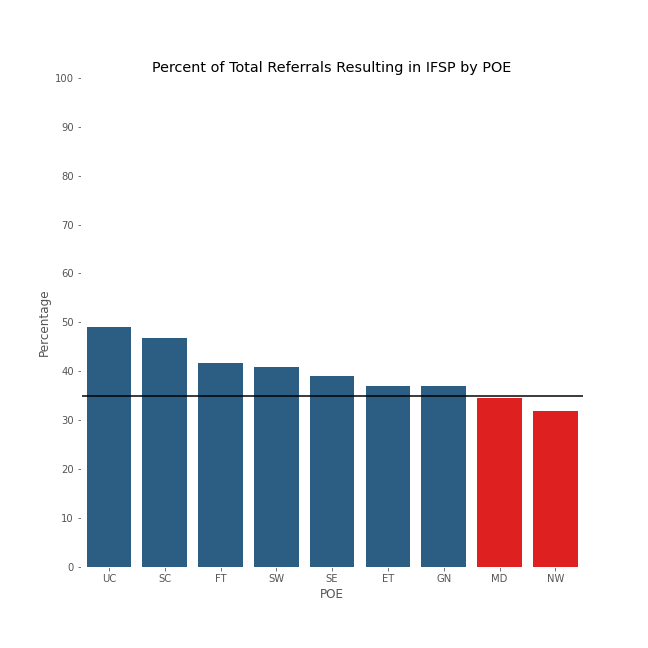 Percent of Total Referrals Resulting in IFSP by POE
100
90
80
70
60
50
40
30
20
10
0
Percentage
UC SC FT SW SE ET GN MD NW
POE